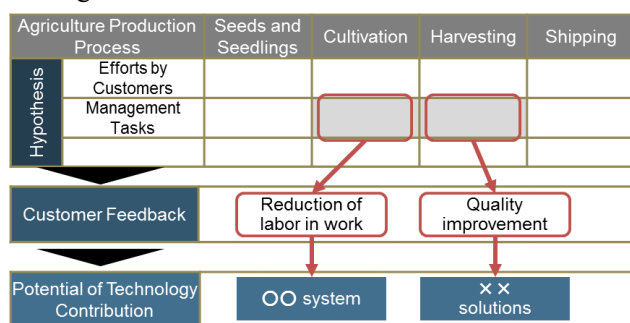 Agriculture Production Process
Seeds and Seedlings
Cultivation
Harvesting
Shipping
Hypothesis
Efforts by Customers
Management Tasks
Customer Feedback
Reduction of labor in work
Quality improvement
Potential of Technology Contribution
○○ system
×× solutions